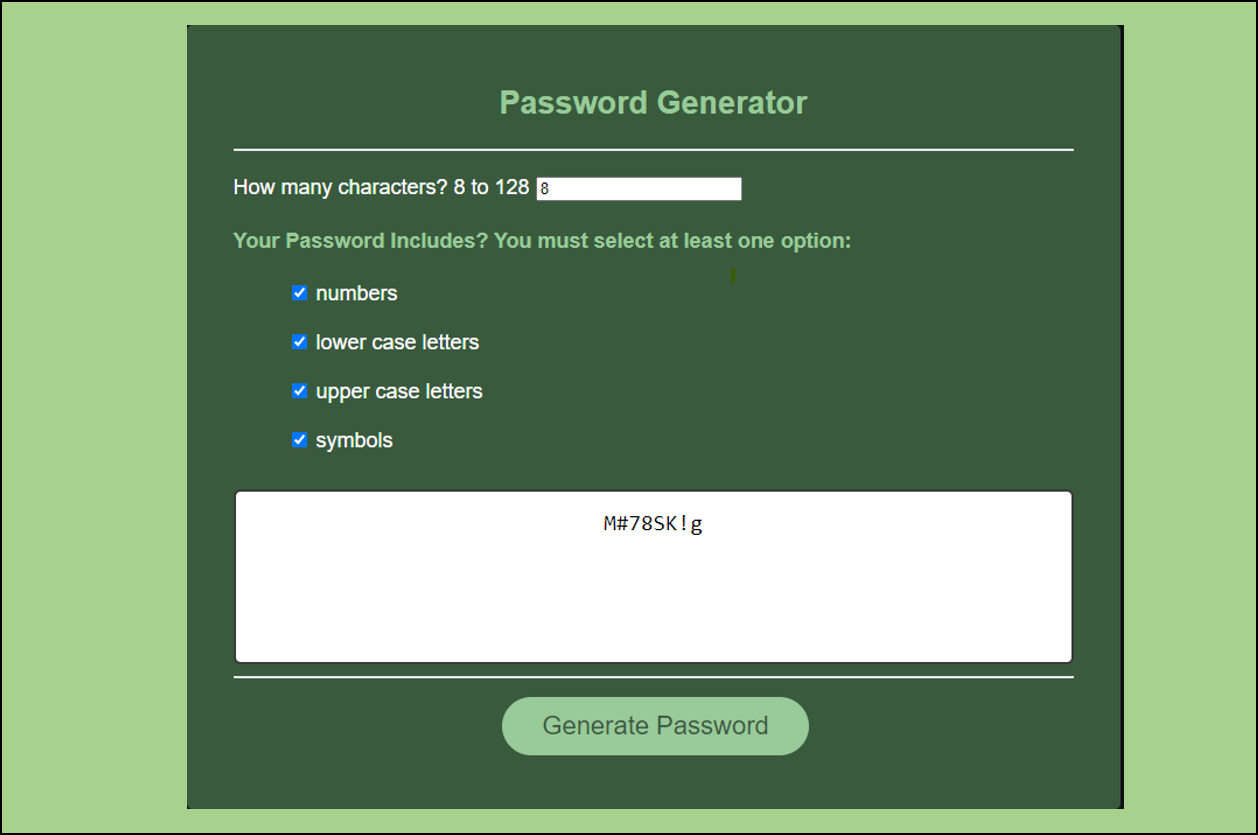 Password Generator
How many characters? 8 to 128 8
Your Password Includes? You must select at least one option:
numbers
lower case letters
upper case letters
symbols
M#78SK!g
Generate Password